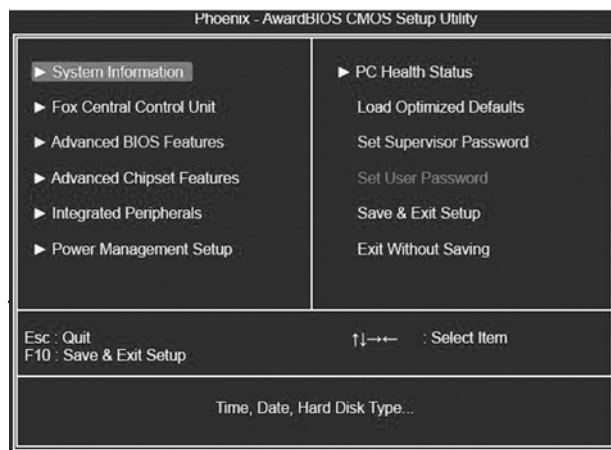 Phoenix - AwardBIOS CMOS Setup Utility
► System Information
► Fox Central Control Unit
► Advanced BIOS Features
► Advanced Chipset Features
► Integrated Peripherals
► Power Management Setup
► PC Health Status
Load Optimized Defaults
Set Supervisor Password
Set User Password
Save & Exit Setup
Exit Without Saving
Esc : Quit
F10 : Save & Exit Setup
↑↓→← : Select Item
Time, Date, Hard Disk Type...